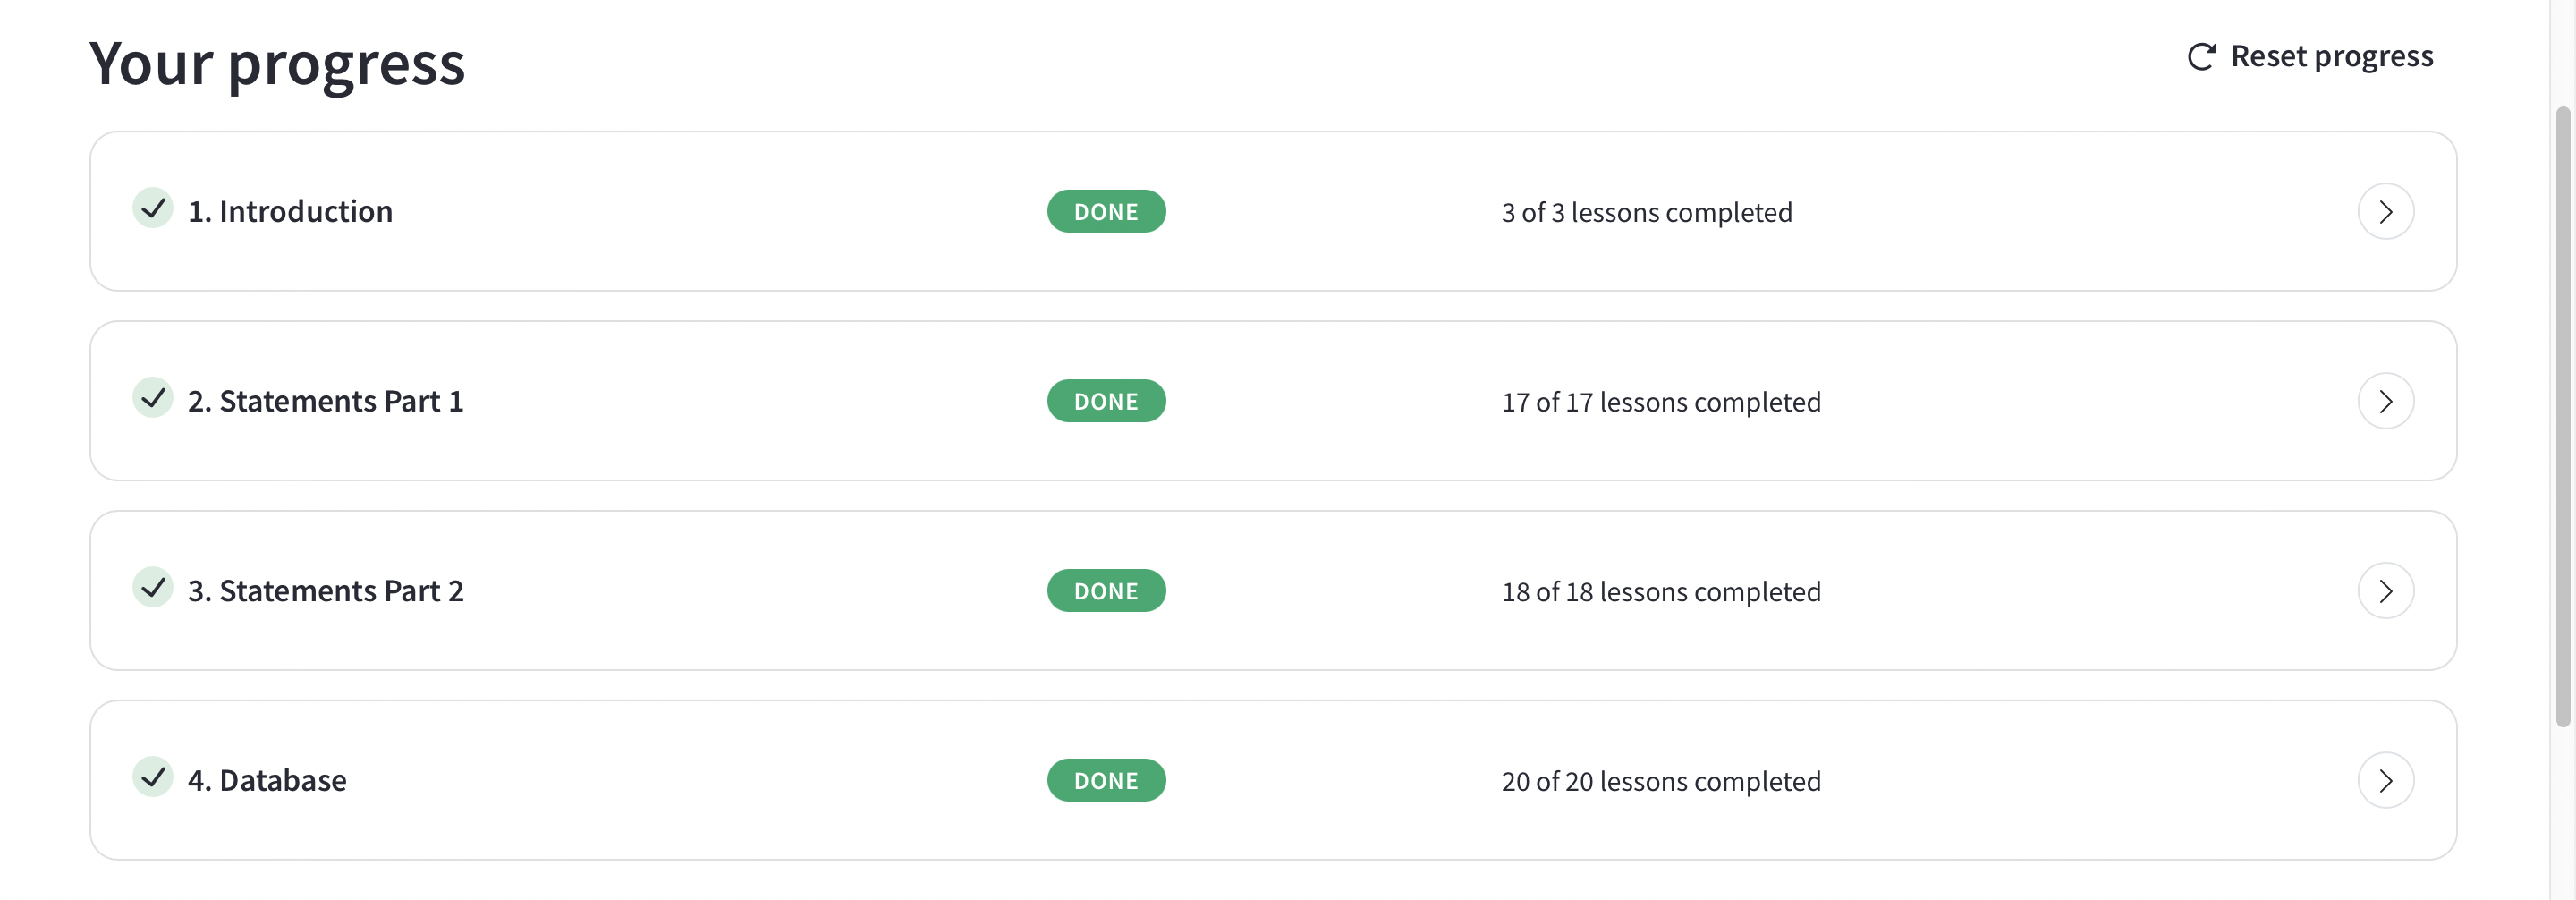 Your progress
Reset progress
1. Introduction
DONE
3 of 3 lessons completed
2. Statements Part 1
DONE
17 of 17 lessons completed
3. Statements Part 2
DONE
18 of 18 lessons completed
4. Database
DONE
20 of 20 lessons completed